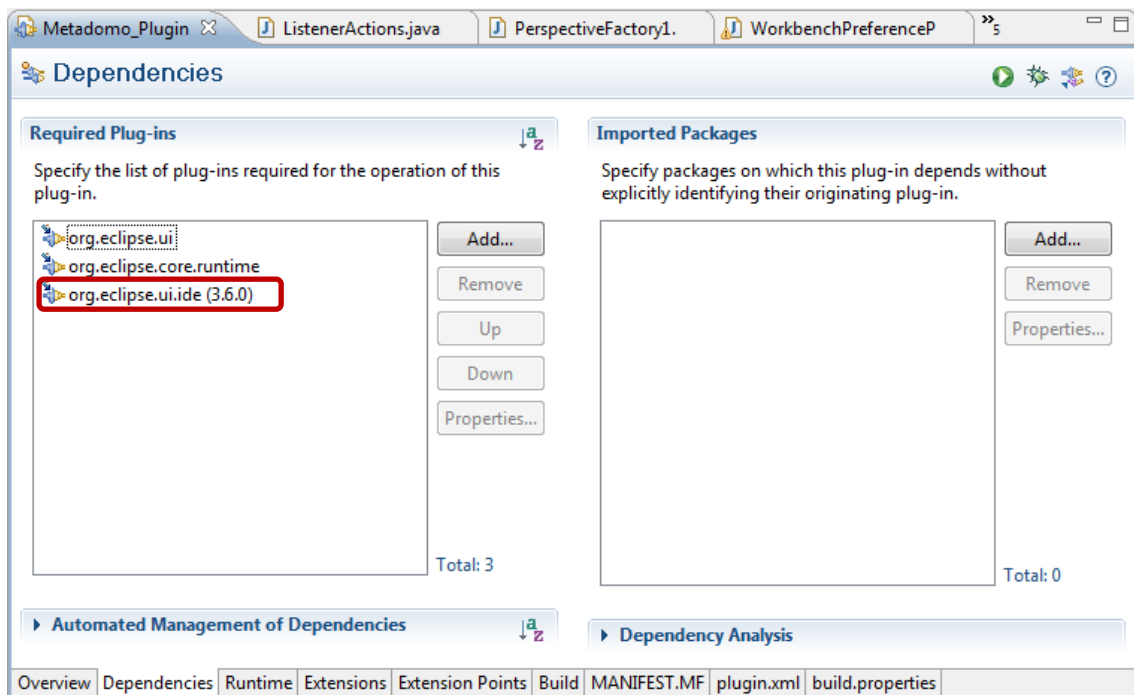 Metadomo_Plugin
ListenerActions.java
PerspectiveFactory1.
WorkbenchPreferenceP
»5
Dependencies
Required Plug-ins
Specify the list of plug-ins required for the operation of this
plug-in.
org.eclipse.ui
org.eclipse.core.runtime
org.eclipse.ui.ide (3.6.0)
Add...
Remove
Up
Down
Properties...
Total: 3
Automated Management of Dependencies
Imported Packages
Specify packages on which this plug-in depends without
explicitly identifying their originating plug-in.
Add...
Remove
Properties...
Total: 0
Dependency Analysis
Overview Dependencies Runtime Extensions Extension Points Build MANIFEST.MF plugin.xml build.properties